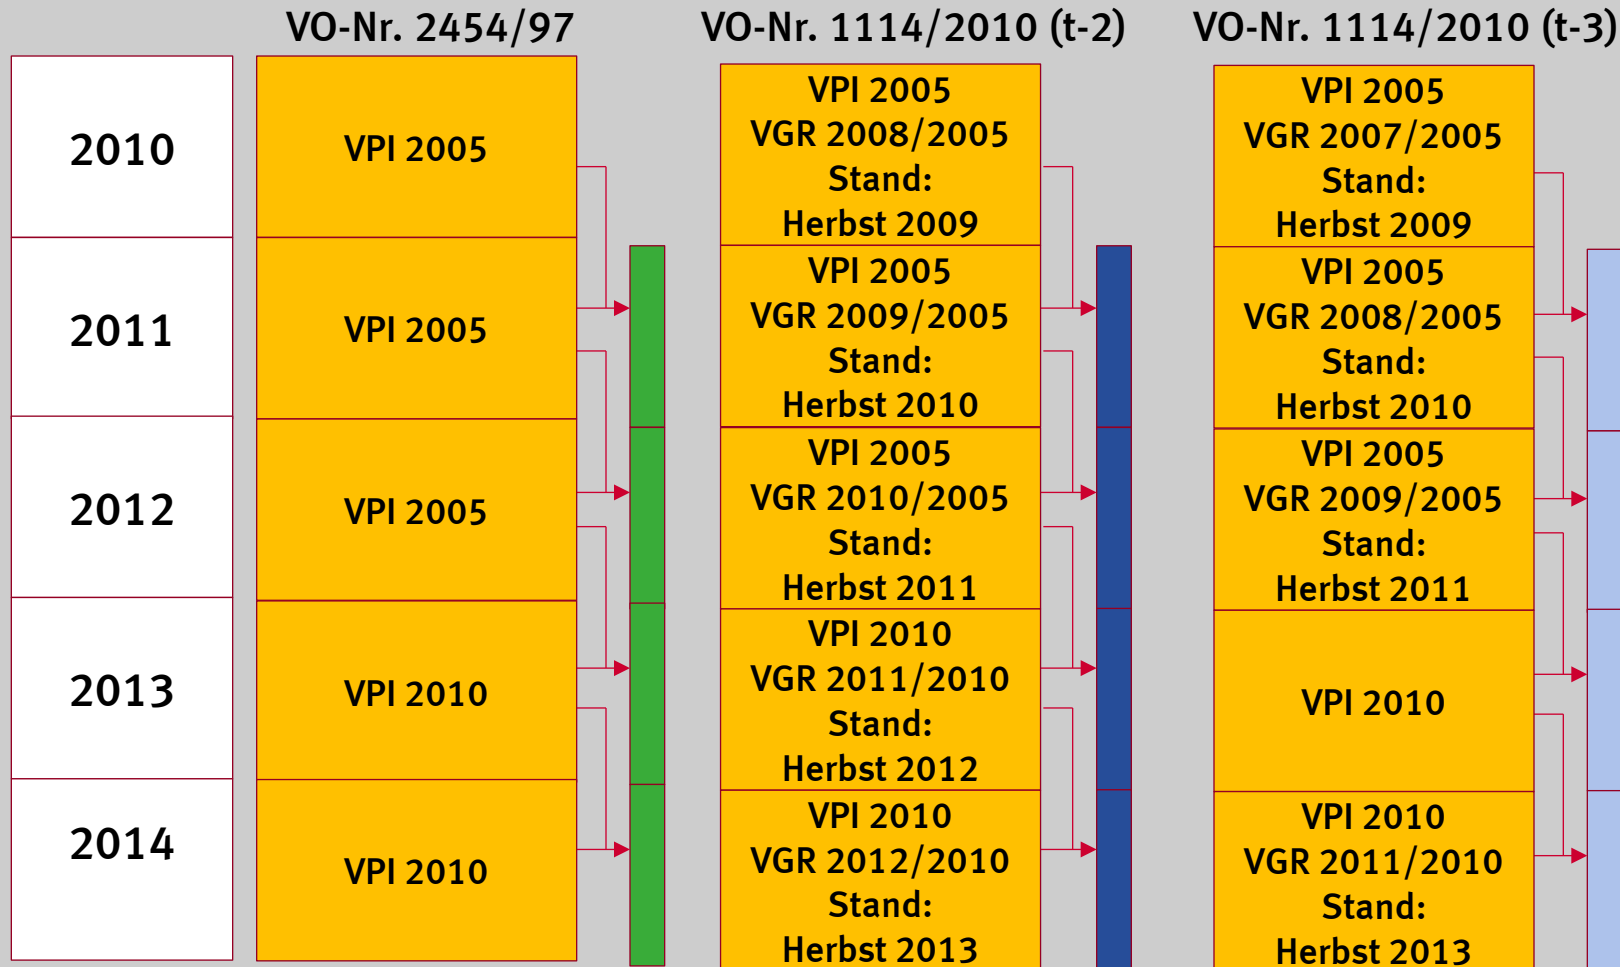 VO-Nr. 2454/97
VO-Nr. 1114/2010 (t-2)
VO-Nr. 1114/2010 (t-3)
2010
VPI 2005
VPI 2005
VGR 2008/2005
Stand:
Herbst 2009
VPI 2005
VGR 2007/2005
Stand:
Herbst 2009
2011
VPI 2005
VPI 2005
VGR 2009/2005
Stand:
Herbst 2010
VPI 2005
VGR 2008/2005
Stand:
Herbst 2010
2012
VPI 2005
VPI 2005
VGR 2010/2005
Stand:
Herbst 2011
VPI 2005
VGR 2009/2005
Stand:
Herbst 2011
2013
VPI 2010
VPI 2010
VGR 2011/2010
Stand:
Herbst 2012
VPI 2010
2014
VPI 2010
VPI 2010
VGR 2012/2010
Stand:
Herbst 2013
VPI 2010
VGR 2011/2010
Stand:
Herbst 2013